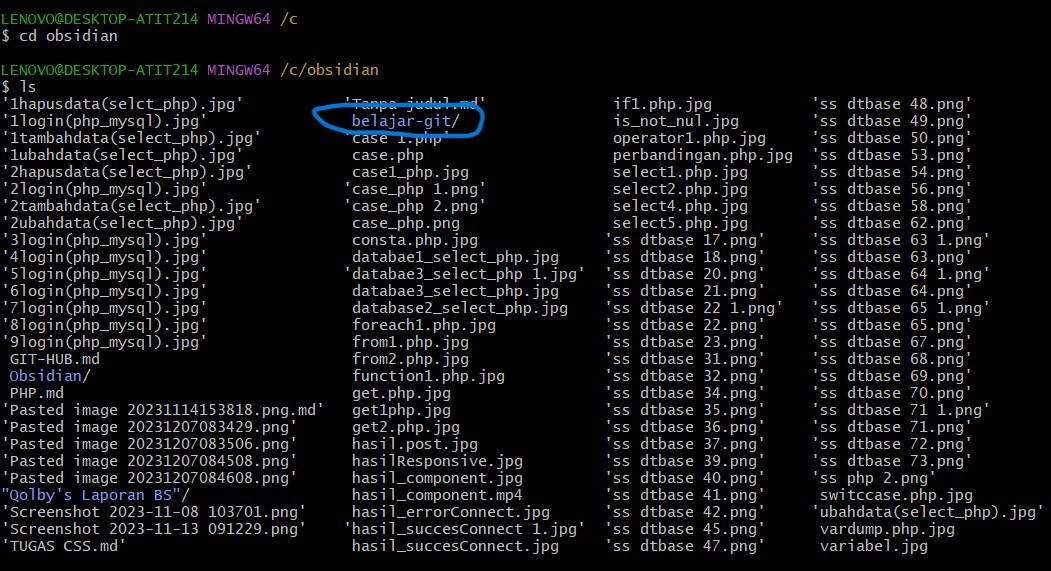 LENOVO@DESKTOP-ATIT214 MINGW64 /c
$ cd obsidian
LENOVO@DESKTOP-ATIT214 MINGW64 /c/obsidian
$ ls
'1hapusdata(selct_php).jpg' 'Tanpa judul.md' if1.php.jpg 'ss dtbase 48.png'
'1login(php_mysql).jpg' belajar-git/ is_not_nul.jpg 'ss dtbase 49.png'
'1tambahdata(select_php).jpg' 'case 1.php' operator1.php.jpg 'ss dtbase 50.png'
'1ubahdata(select_php).jpg' case.php perbandingan.php.jpg 'ss dtbase 53.png'
'2hapusdata(select_php).jpg' case1_php.jpg select1.php.jpg 'ss dtbase 54.png'
'2login(php_mysql).jpg' 'case_php 1.png' select2.php.jpg 'ss dtbase 56.png'
'2tambahdata(select_php).jpg' 'case_php 2.png' select4.php.jpg 'ss dtbase 58.png'
'2ubahdata(select_php).jpg' case_php.png select5.php.jpg 'ss dtbase 62.png'
'3login(php_mysql).jpg' consta.php.jpg 'ss dtbase 17.png' 'ss dtbase 63 1.png'
'4login(php_mysql).jpg' databae1_select_php.jpg 'ss dtbase 18.png' 'ss dtbase 63.png'
'5login(php_mysql).jpg' 'databae3_select_php 1.jpg' 'ss dtbase 20.png' 'ss dtbase 64 1.png'
'6login(php_mysql).jpg' databae3_select_php.jpg 'ss dtbase 21.png' 'ss dtbase 64.png'
'7login(php_mysql).jpg' database2_select_php.jpg 'ss dtbase 22 1.png' 'ss dtbase 65 1.png'
'8login(php_mysql).jpg' foreach1.php.jpg 'ss dtbase 22.png' 'ss dtbase 65.png'
'9login(php_mysql).jpg' from1.php.jpg 'ss dtbase 23.png' 'ss dtbase 67.png'
GIT-HUB.md from2.php.jpg 'ss dtbase 31.png' 'ss dtbase 68.png'
Obsidian/ function1.php.jpg 'ss dtbase 32.png' 'ss dtbase 69.png'
PHP.md get.php.jpg 'ss dtbase 34.png' 'ss dtbase 70.png'
'Pasted image 20231114153818.png.md' get1php.jpg 'ss dtbase 35.png' 'ss dtbase 71 1.png'
'Pasted image 20231207083429.png' get2.php.jpg 'ss dtbase 36.png' 'ss dtbase 71.png'
'Pasted image 20231207083506.png' hasil.post.jpg 'ss dtbase 37.png' 'ss dtbase 72.png'
'Pasted image 20231207084508.png' hasilResponsive.jpg 'ss dtbase 39.png' 'ss dtbase 73.png'
'Pasted image 20231207084608.png' hasil_component.jpg 'ss dtbase 40.png' 'ss php 2.png'
"Qolby's Laporan BS"/ hasil_component.mp4 'ss dtbase 41.png' switccase.php.jpg
'Screenshot 2023-11-08 103701.png' hasil_errorConnect.jpg 'ss dtbase 42.png' 'ubahdata(select_php).jpg'
'Screenshot 2023-11-13 091229.png' 'hasil_succesConnect 1.jpg' 'ss dtbase 45.png' vardump.php.jpg
'TUGAS CSS.md' hasil_succesConnect.jpg 'ss dtbase 47.png' variabel.jpg